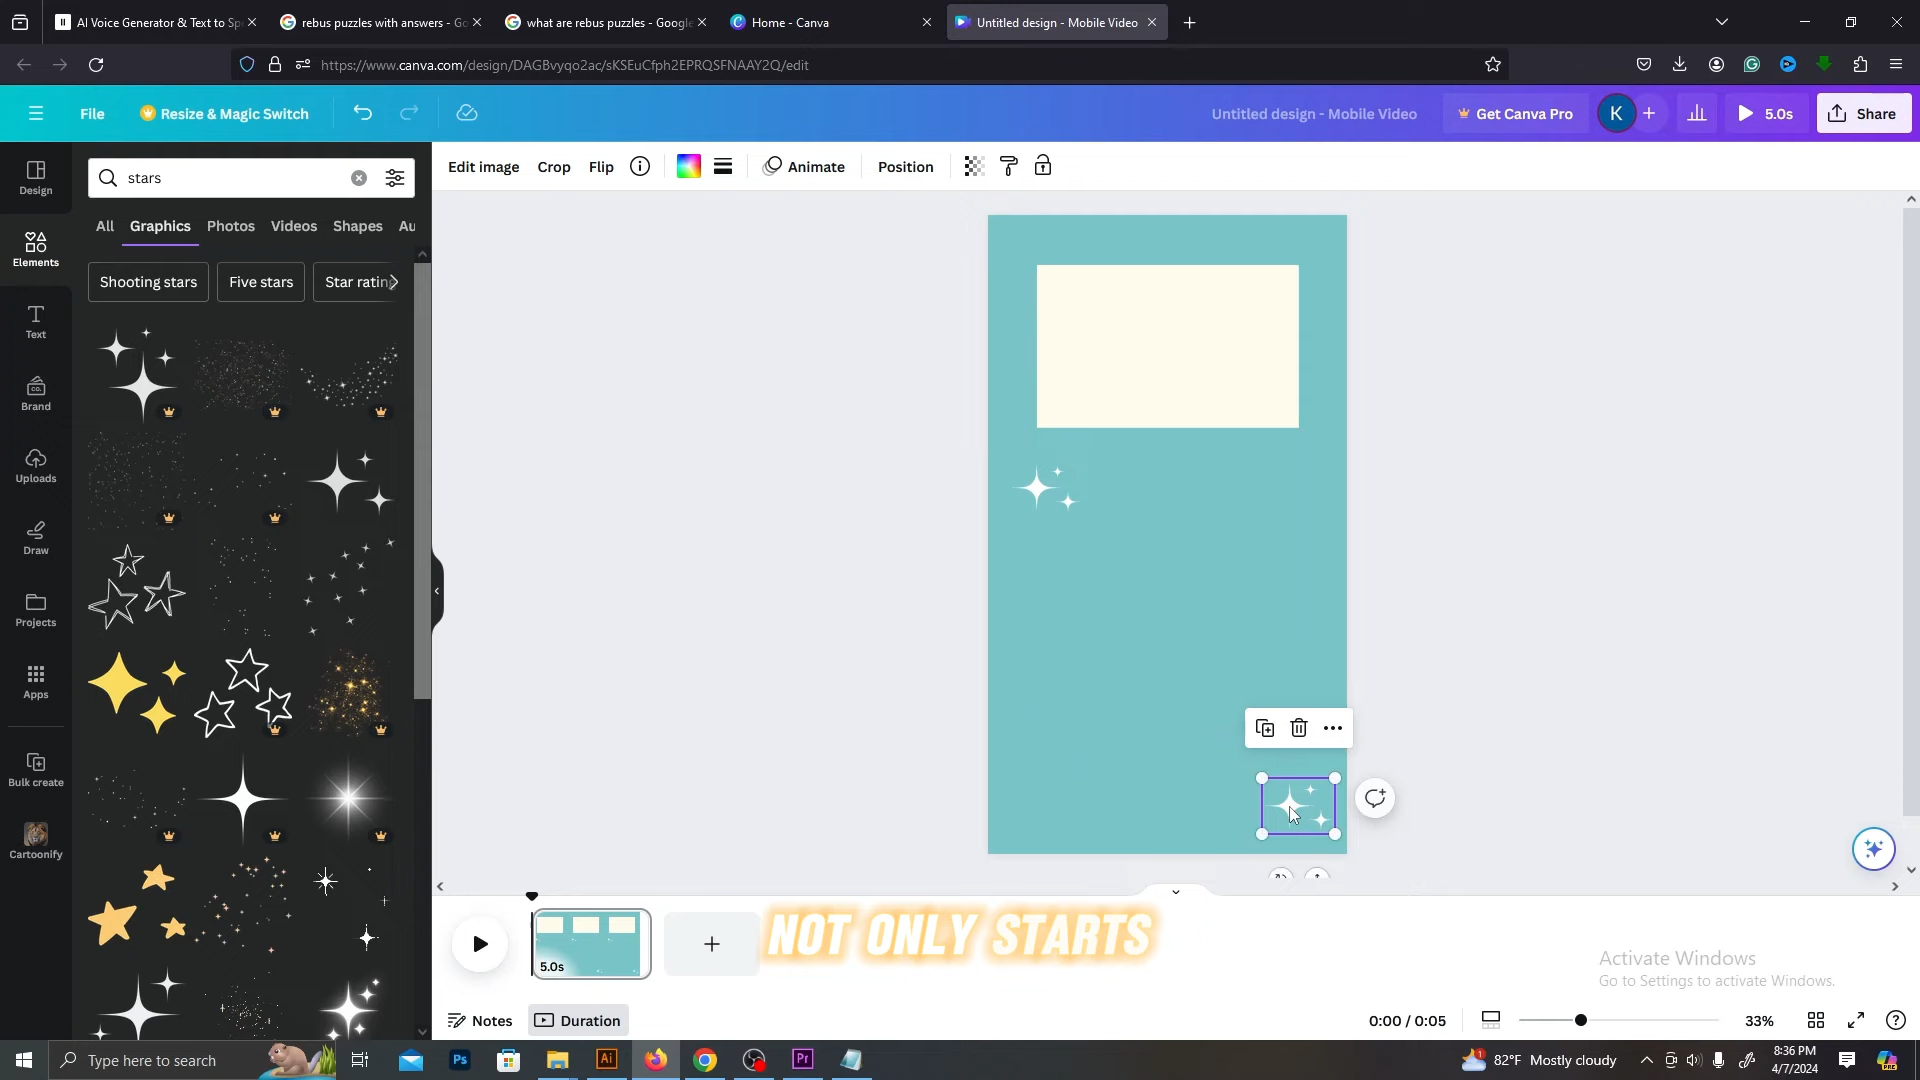 AI Voice Generator & Text to Sp
rebus puzzles with answers - Go
what are rebus puzzles - Google
Home - Canva
Untitled design - Mobile Video
https://www.canva.com/design/DAGBvyqo2ac/sKSEuCfph2EPRQSFNAAY2Q/edit
File
Resize & Magic Switch
Untitled design - Mobile Video
Get Canva Pro
K
5.0s
Share
Design
Elements
Text
Brand
Uploads
Draw
Projects
Apps
Bulk create
Cartoonify
stars
All Graphics Photos Videos Shapes Au
Shooting stars
Five stars
Star rating
Edit image
Crop
Flip
Animate
Position
5.0s
NOT ONLY STARTS
Activate Windows
Go to Settings to activate Windows.
Notes
Duration
0:00 / 0:05
33%
Type here to search
Ps
Ai
Pr
82°F Mostly cloudy
8:36 PM
4/7/2024